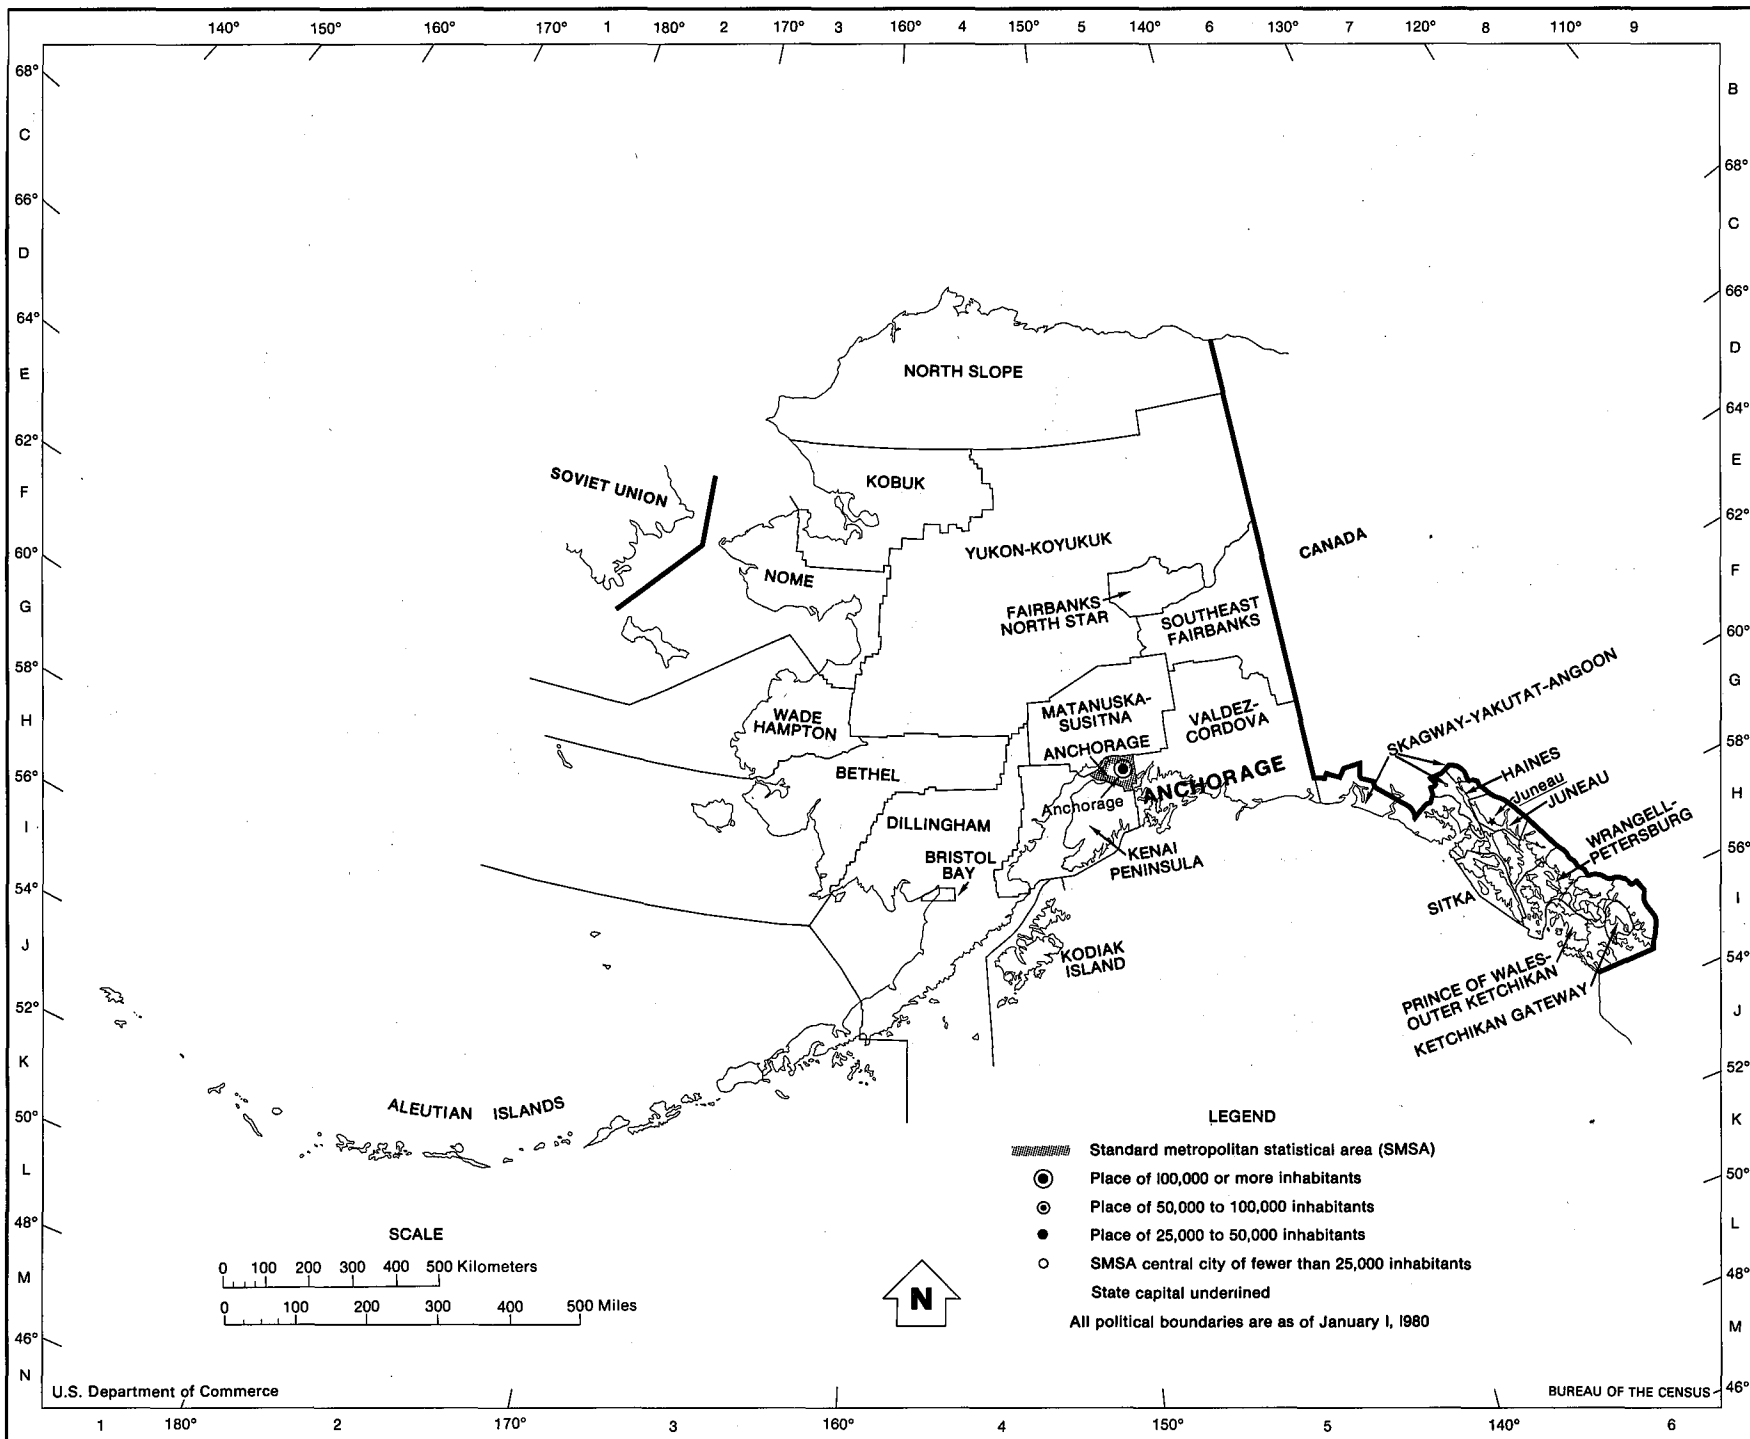 140° 150° 160° 170° 1 180° 2 170° 3 160° 4 150° 5 140° 6 130° 7 120° 8 110° 9
68°
C
66°
D
64°
E
62°
F
60°
G
58°
H
56°
I
54°
J
52°
K
50°
L
48°
M
46°
N
B
68°
C
66°
D
64°
E
62°
F
60°
G
58°
H
56°
I
54°
J
52°
K
50°
L
48°
M
46°
NORTH SLOPE
SOVIET UNION
KOBUK
YUKON-KOYUKUK
CANADA
NOME
FAIRBANKS
NORTH STAR
SOUTHEAST
FAIRBANKS
WADE
HAMPTON
MATANUSKA-
SUSITNA
VALDEZ-
CORDOVA
SKAGWAY-YAKUTAT-ANGOON
ANCHORAGE
BETHEL
ANCHORAGE
Anchorage
HAINES
Juneau
JUNEAU
DILLINGHAM
BRISTOL
BAY
KENAI
PENINSULA
WRANGELL-
PETERSBURG
SITKA
KODIAK
ISLAND
PRINCE OF WALES-
OUTER KETCHIKAN
KETCHIKAN GATEWAY
ALEUTIAN ISLANDS
LEGEND
Standard metropolitan statistical area (SMSA)
Place of 100,000 or more inhabitants
Place of 50,000 to 100,000 inhabitants
Place of 25,000 to 50,000 inhabitants
SMSA central city of fewer than 25,000 inhabitants
State capital underlined
All political boundaries are as of January 1, 1980
SCALE
0 100 200 300 400 500 Kilometers
0 100 200 300 400 500 Miles
N
U.S. Department of Commerce
BUREAU OF THE CENSUS
1 180° 2 170° 3 160° 4 150° 5 140° 6